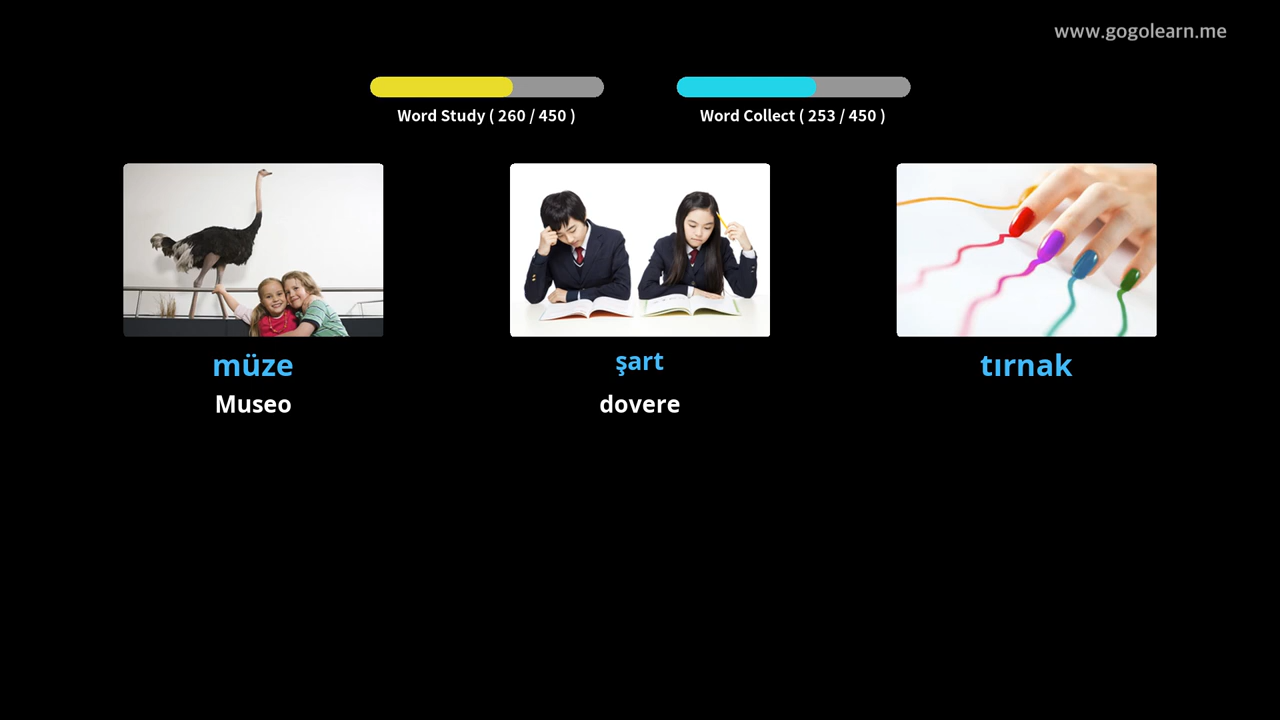 www.gogolearn.me
Word Study ( 260 / 450 )
Word Collect ( 253 / 450 )
müze
şart
tırnak
Museo
dovere